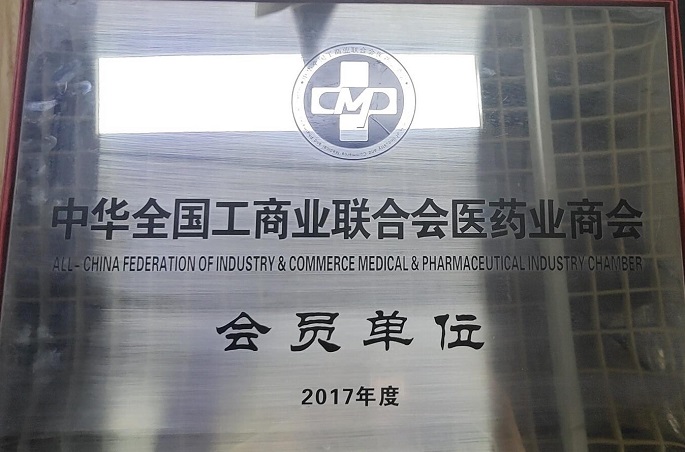 CMP
中华全国工商业联合会医药业商会
ALL-CHINA FEDERATION OF INDUSTRY & COMMERCE MEDICAL & PHARMACEUTICAL INDUSTRY CHAMBER
会员单位
2017年度